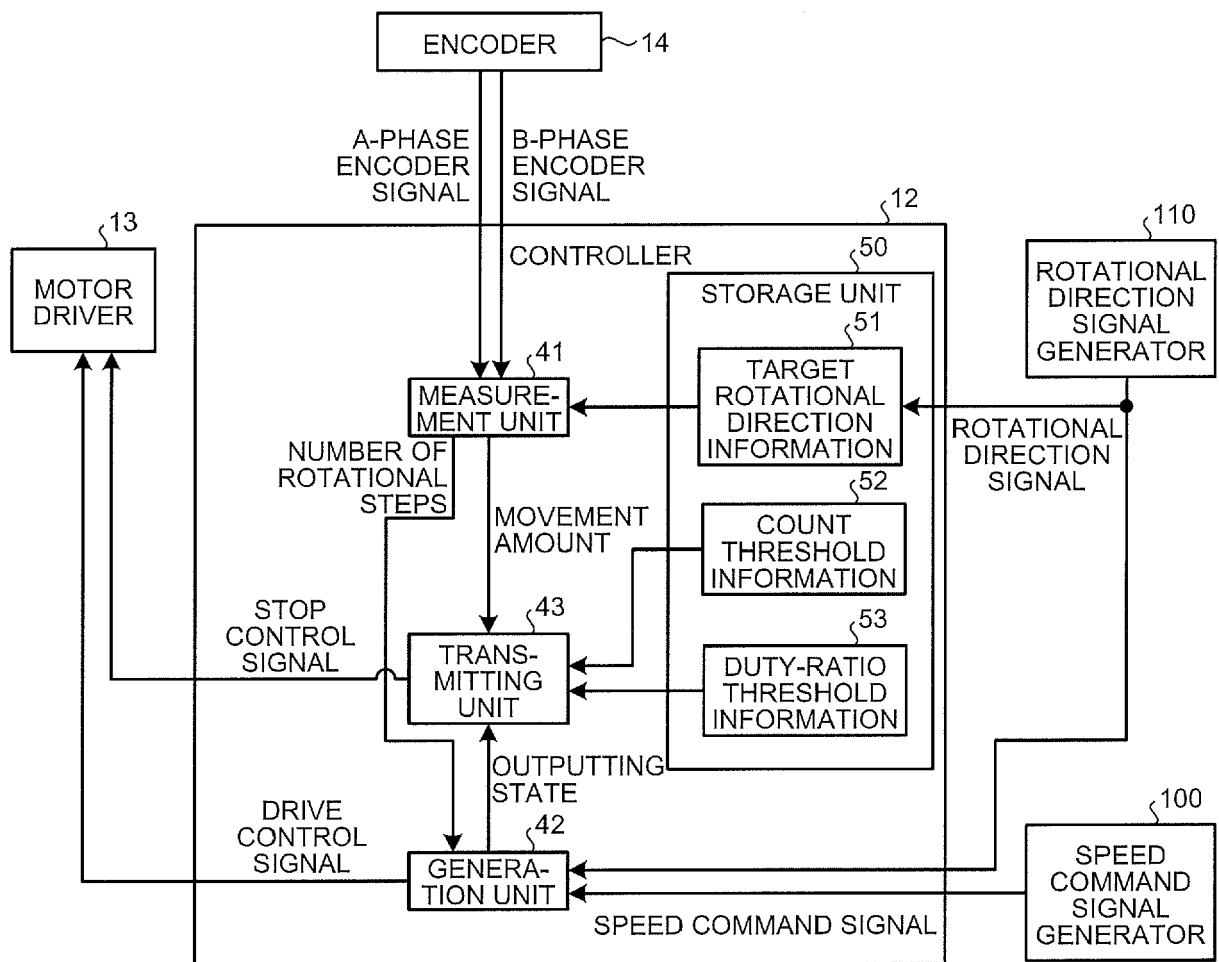 ENCODER
14
A-PHASE
ENCODER
SIGNAL
B-PHASE
ENCODER
SIGNAL
12
CONTROLLER
13
MOTOR
DRIVER
110
ROTATIONAL
DIRECTION
SIGNAL
GENERATOR
50
STORAGE UNIT
51
TARGET
ROTATIONAL
DIRECTION
INFORMATION
41
MEASURE-
MENT UNIT
ROTATIONAL
DIRECTION
SIGNAL
NUMBER OF
ROTATIONAL
STEPS
MOVEMENT
AMOUNT
52
COUNT
THRESHOLD
INFORMATION
STOP
CONTROL
SIGNAL
43
TRANS-
MITTING
UNIT
53
DUTY-RATIO
THRESHOLD
INFORMATION
OUTPUTTING
STATE
DRIVE
CONTROL
SIGNAL
42
GENERA-
TION UNIT
100
SPEED
COMMAND
SIGNAL
GENERATOR
SPEED COMMAND SIGNAL